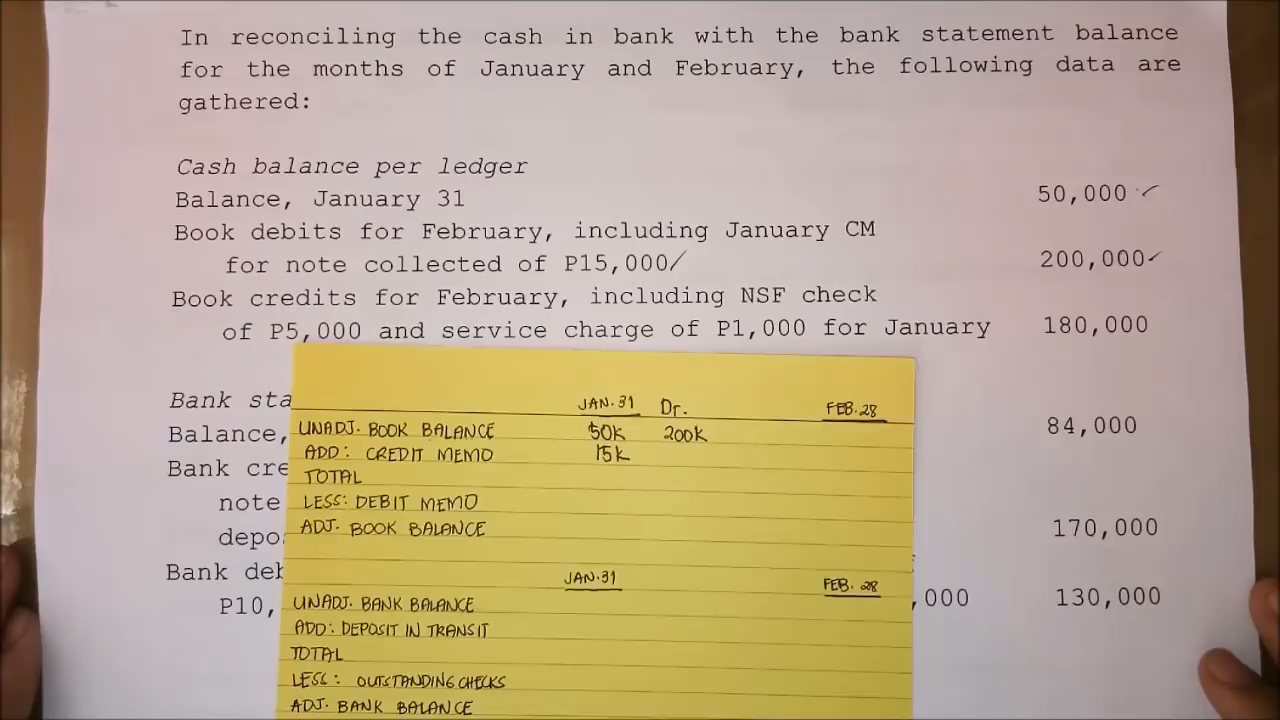 In reconciling the cash in bank with the bank statement balance
for the months of January and February, the following data are
gathered:
Cash balance per ledger
Balance, January 31 50,000
Book debits for February, including January CM
for note collected of P15,000/ 200,000
Book credits for February, including NSF check
of P5,000 and service charge of P1,000 for January 180,000
Bank sta
Balance, 84,000
Bank cre
note
depo 170,000
Bank deb
P10, ,000 130,000
JAN. 31 Dr. FEB. 28
UNADJ. BOOK BALANCE 50K 200K
ADD: CREDIT MEMO 15K
TOTAL
LESS: DEBIT MEMO
ADJ. BOOK BALANCE
JAN. 31 FEB. 28
UNADJ. BANK BALANCE
ADD: DEPOSIT IN TRANSIT
TOTAL
LESS: OUTSTANDING CHECKS
ADJ. BANK BALANCE